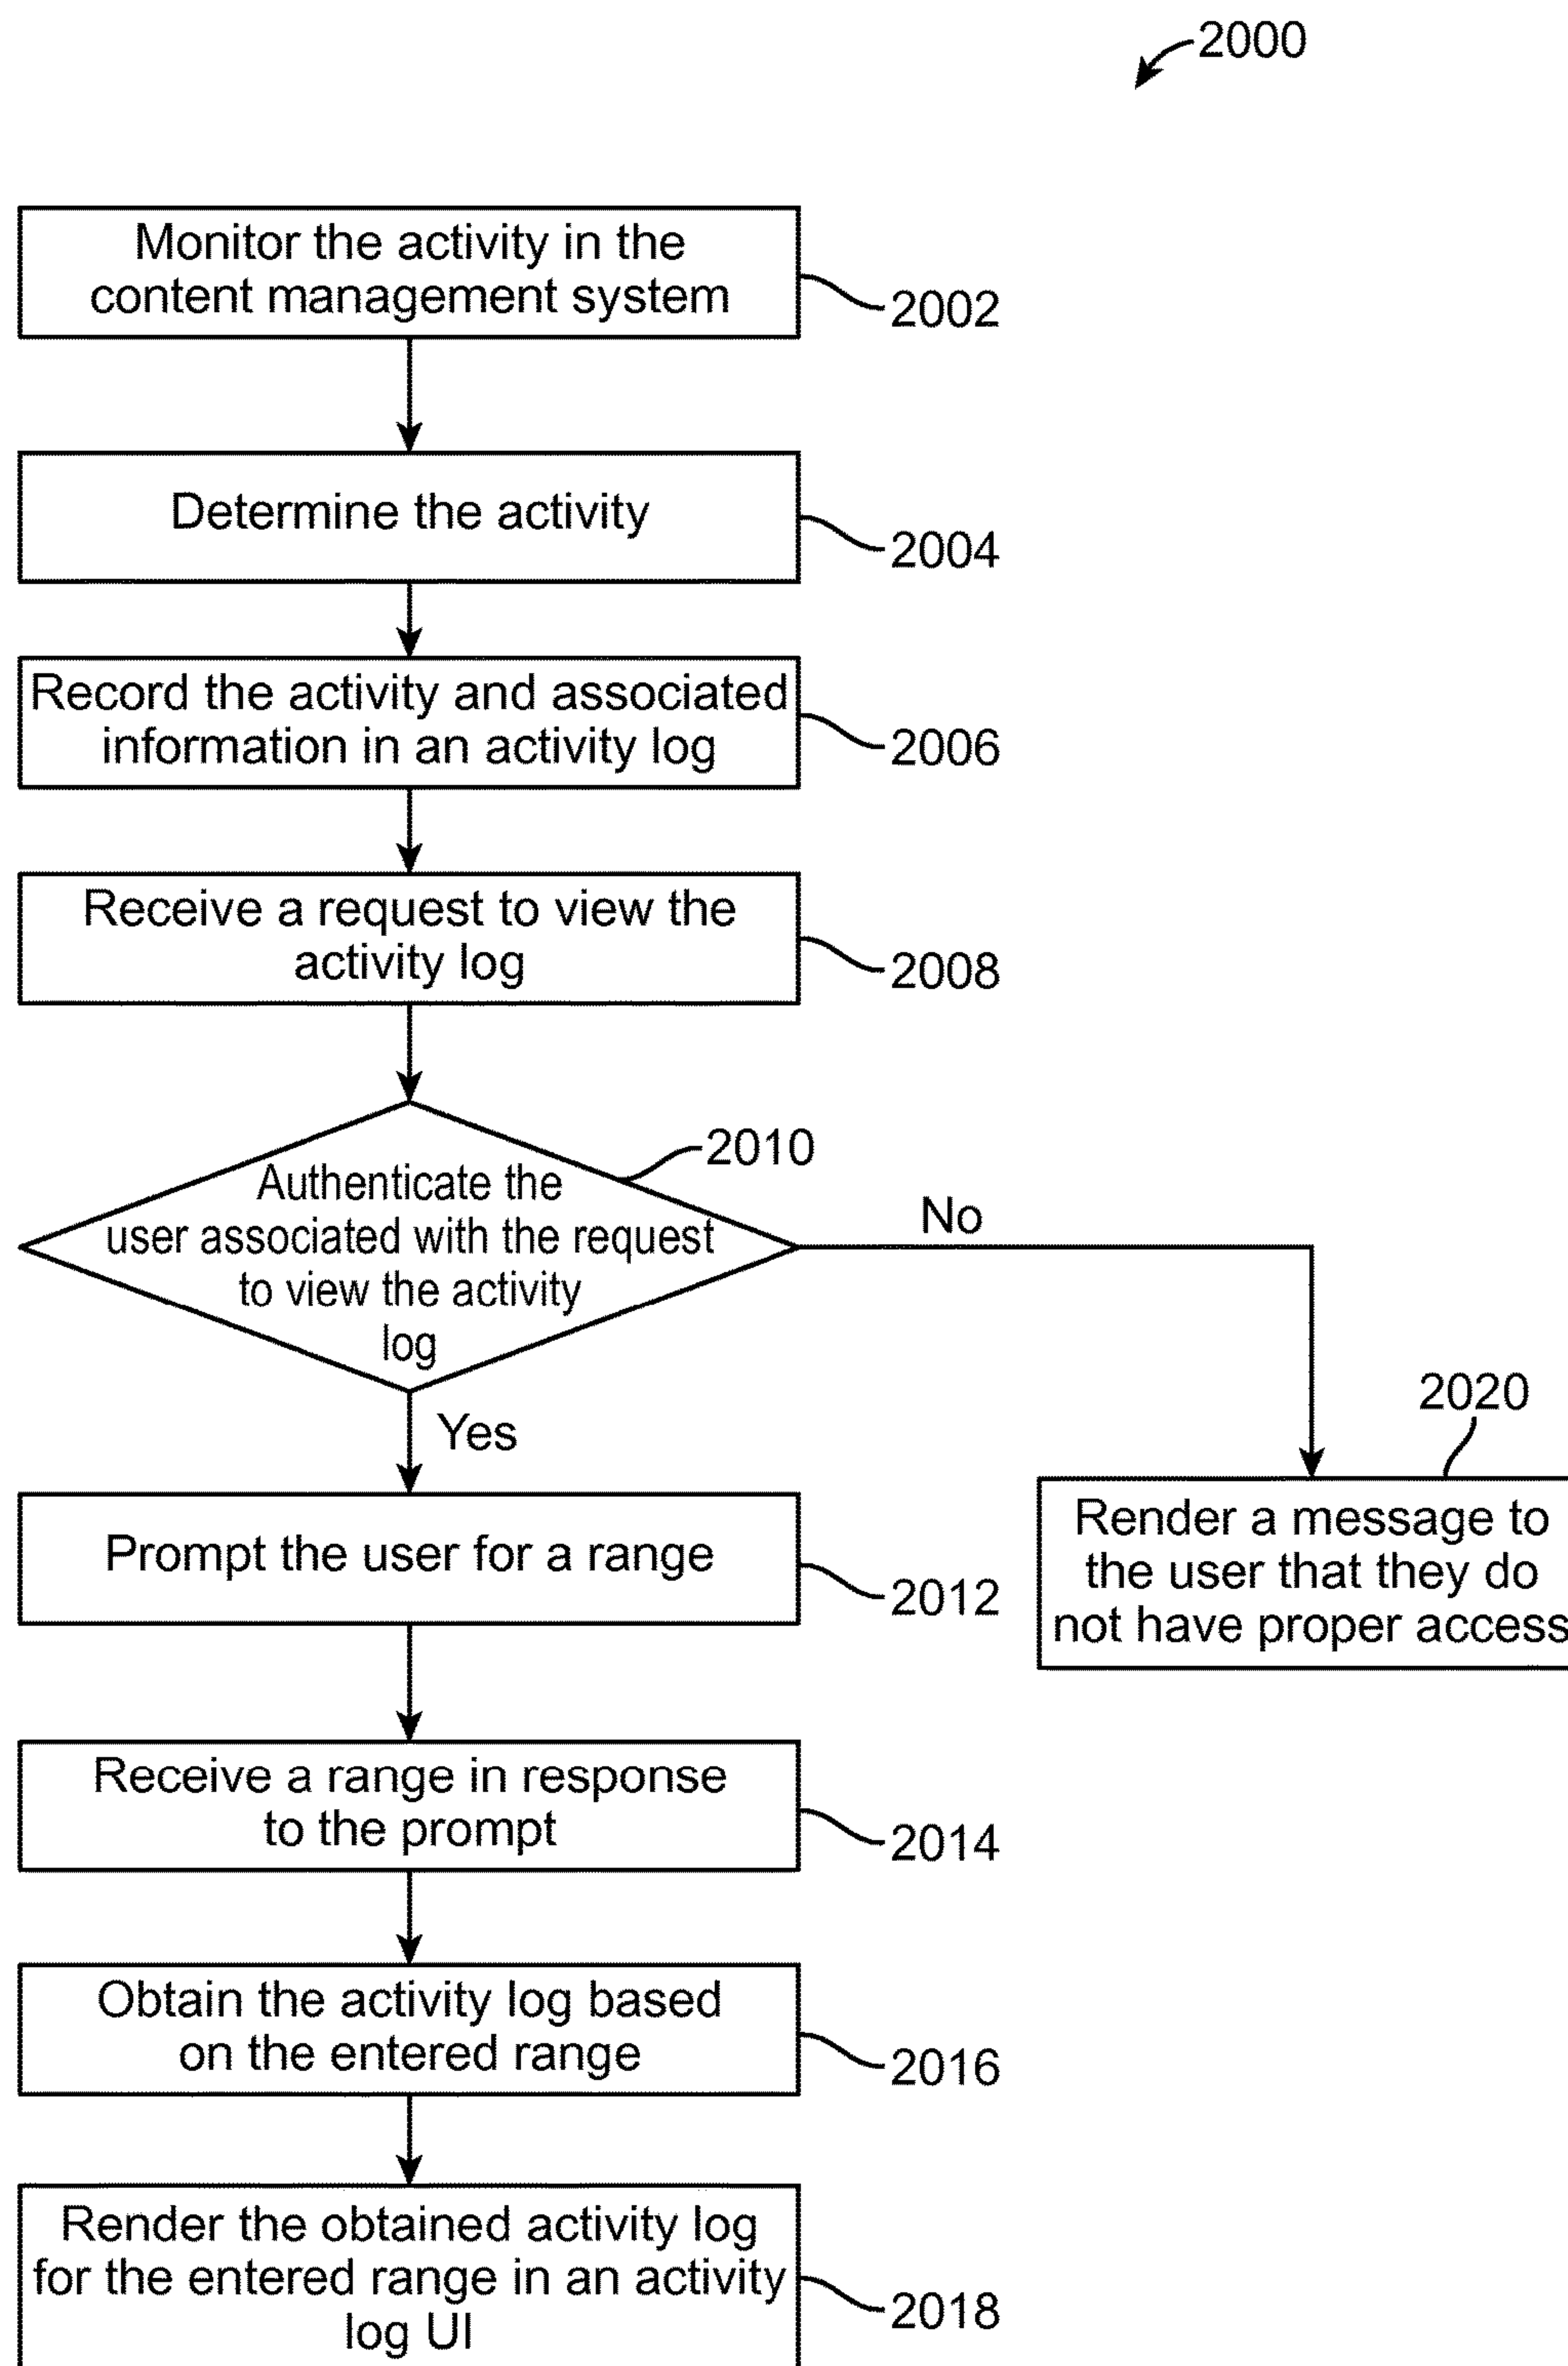 2000
Monitor the activity in the
content management system
2002
Determine the activity
2004
Record the activity and associated
information in an activity log
2006
Receive a request to view the
activity log
2008
2010
Authenticate the
user associated with the request
to view the activity
log
No
Yes
2020
Render a message to
the user that they do
not have proper access
Prompt the user for a range
2012
Receive a range in response
to the prompt
2014
Obtain the activity log based
on the entered range
2016
Render the obtained activity log
for the entered range in an activity
log UI
2018